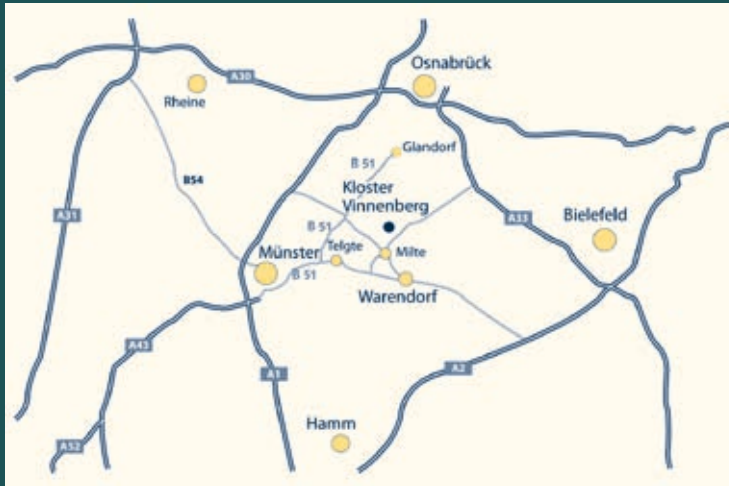 Osnabrück
A30
Rheine
Glandorf
B 51
B54
Kloster
Vinnenberg
A31
A33
Bielefeld
B 51
Münster
Telgte
Milte
B 51
Warendorf
A43
A1
A2
Hamm
A52